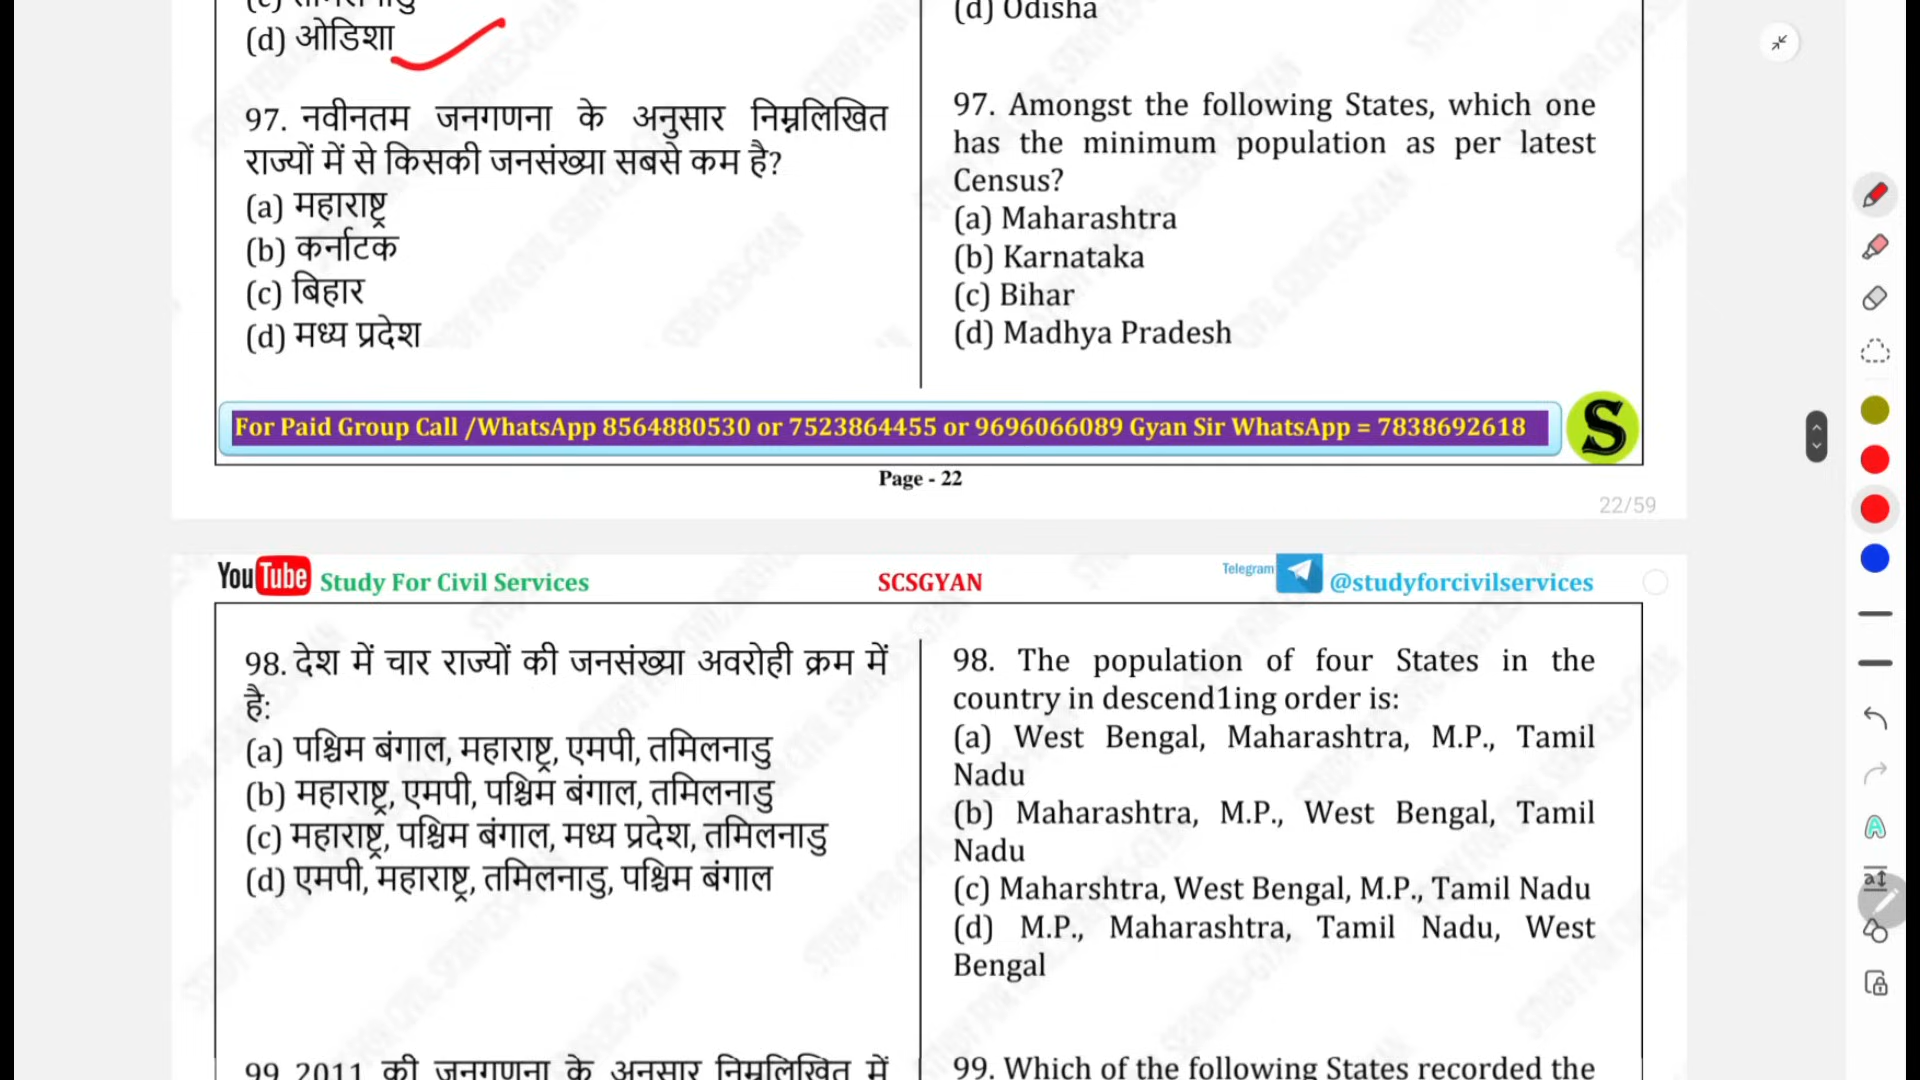 (d) ओडिशा
97. नवीनतम जनगणना के अनुसार निम्नलिखित
राज्यों में से किसकी जनसंख्या सबसे कम है?
(a) महाराष्ट्र
(b) कर्नाटक
(c) बिहार
(d) मध्य प्रदेश
(d) Odisha
97. Amongst the following States, which one
has the minimum population as per latest
Census?
(a) Maharashtra
(b) Karnataka
(c) Bihar
(d) Madhya Pradesh
For Paid Group Call /WhatsApp 8564880530 or 7523864455 or 9696066089 Gyan Sir WhatsApp = 7838692618
S
Page - 22
22/59
YouTube Study For Civil Services
SCSGYAN
Telegram @studyforcivilservices
98. देश में चार राज्यों की जनसंख्या अवरोही क्रम में
है:
(a) पश्चिम बंगाल, महाराष्ट्र, एमपी, तमिलनाडु
(b) महाराष्ट्र, एमपी, पश्चिम बंगाल, तमिलनाडु
(c) महाराष्ट्र, पश्चिम बंगाल, मध्य प्रदेश, तमिलनाडु
(d) एमपी, महाराष्ट्र, तमिलनाडु, पश्चिम बंगाल
99 2011 की जनगणना के अनुसार निम्नलिखित में
98. The population of four States in the
country in descend1ing order is:
(a) West Bengal, Maharashtra, M.P., Tamil
Nadu
(b) Maharashtra, M.P., West Bengal, Tamil
Nadu
(c) Maharshtra, West Bengal, M.P., Tamil Nadu
(d) M.P., Maharashtra, Tamil Nadu, West
Bengal
99. Which of the following States recorded the